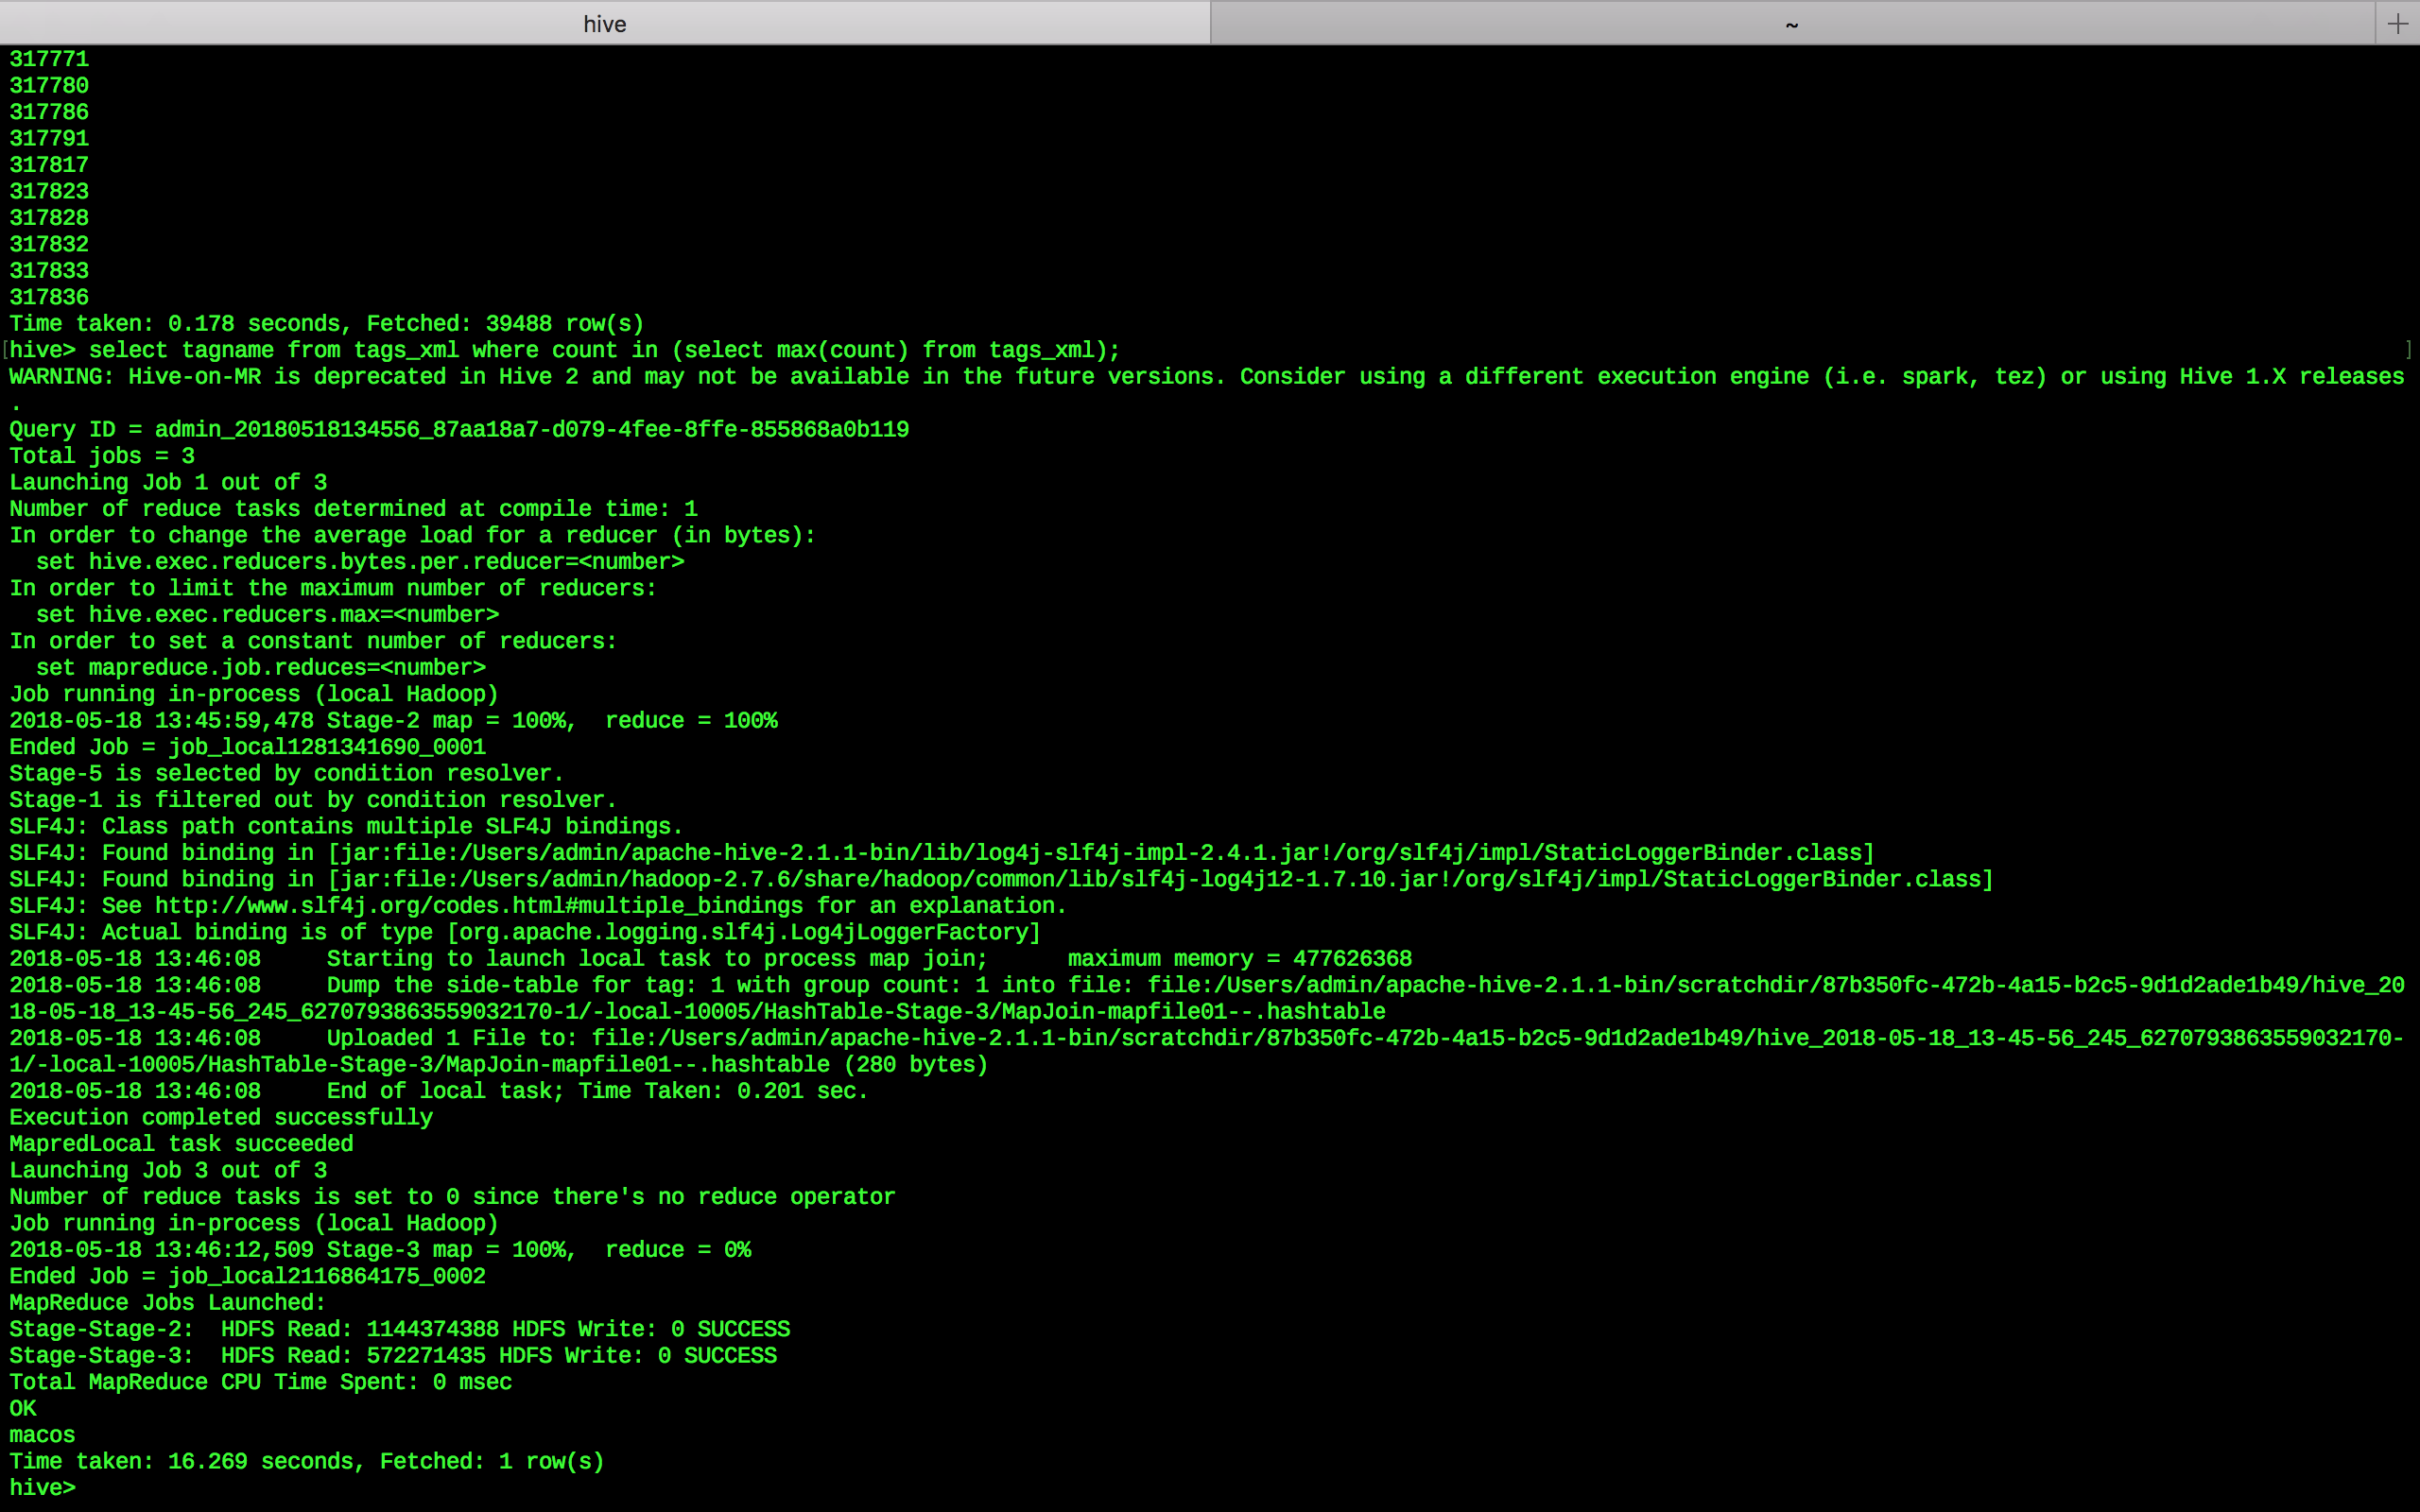 hive
~
317771
317780
317786
317791
317817
317823
317828
317832
317833
317836
Time taken: 0.178 seconds, Fetched: 39488 row(s)
[hive> select tagname from tags_xml where count in (select max(count) from tags_xml); ]
WARNING: Hive-on-MR is deprecated in Hive 2 and may not be available in the future versions. Consider using a different execution engine (i.e. spark, tez) or using Hive 1.X releases
.
Query ID = admin_20180518134556_87aa18a7-d079-4fee-8ffe-855868a0b119
Total jobs = 3
Launching Job 1 out of 3
Number of reduce tasks determined at compile time: 1
In order to change the average load for a reducer (in bytes):
  set hive.exec.reducers.bytes.per.reducer=<number>
In order to limit the maximum number of reducers:
  set hive.exec.reducers.max=<number>
In order to set a constant number of reducers:
  set mapreduce.job.reduces=<number>
Job running in-process (local Hadoop)
2018-05-18 13:45:59,478 Stage-2 map = 100%,  reduce = 100%
Ended Job = job_local1281341690_0001
Stage-5 is selected by condition resolver.
Stage-1 is filtered out by condition resolver.
SLF4J: Class path contains multiple SLF4J bindings.
SLF4J: Found binding in [jar:file:/Users/admin/apache-hive-2.1.1-bin/lib/log4j-slf4j-impl-2.4.1.jar!/org/slf4j/impl/StaticLoggerBinder.class]
SLF4J: Found binding in [jar:file:/Users/admin/hadoop-2.7.6/share/hadoop/common/lib/slf4j-log4j12-1.7.10.jar!/org/slf4j/impl/StaticLoggerBinder.class]
SLF4J: See http://www.slf4j.org/codes.html#multiple_bindings for an explanation.
SLF4J: Actual binding is of type [org.apache.logging.slf4j.Log4jLoggerFactory]
2018-05-18 13:46:08     Starting to launch local task to process map join;      maximum memory = 477626368
2018-05-18 13:46:08     Dump the side-table for tag: 1 with group count: 1 into file: file:/Users/admin/apache-hive-2.1.1-bin/scratchdir/87b350fc-472b-4a15-b2c5-9d1d2ade1b49/hive_20
18-05-18_13-45-56_245_6270793863559032170-1/-local-10005/HashTable-Stage-3/MapJoin-mapfile01--.hashtable
2018-05-18 13:46:08     Uploaded 1 File to: file:/Users/admin/apache-hive-2.1.1-bin/scratchdir/87b350fc-472b-4a15-b2c5-9d1d2ade1b49/hive_2018-05-18_13-45-56_245_6270793863559032170-
1/-local-10005/HashTable-Stage-3/MapJoin-mapfile01--.hashtable (280 bytes)
2018-05-18 13:46:08     End of local task; Time Taken: 0.201 sec.
Execution completed successfully
MapredLocal task succeeded
Launching Job 3 out of 3
Number of reduce tasks is set to 0 since there's no reduce operator
Job running in-process (local Hadoop)
2018-05-18 13:46:12,509 Stage-3 map = 100%,  reduce = 0%
Ended Job = job_local2116864175_0002
MapReduce Jobs Launched:
Stage-Stage-2:  HDFS Read: 1144374388 HDFS Write: 0 SUCCESS
Stage-Stage-3:  HDFS Read: 572271435 HDFS Write: 0 SUCCESS
Total MapReduce CPU Time Spent: 0 msec
OK
macos
Time taken: 16.269 seconds, Fetched: 1 row(s)
hive>